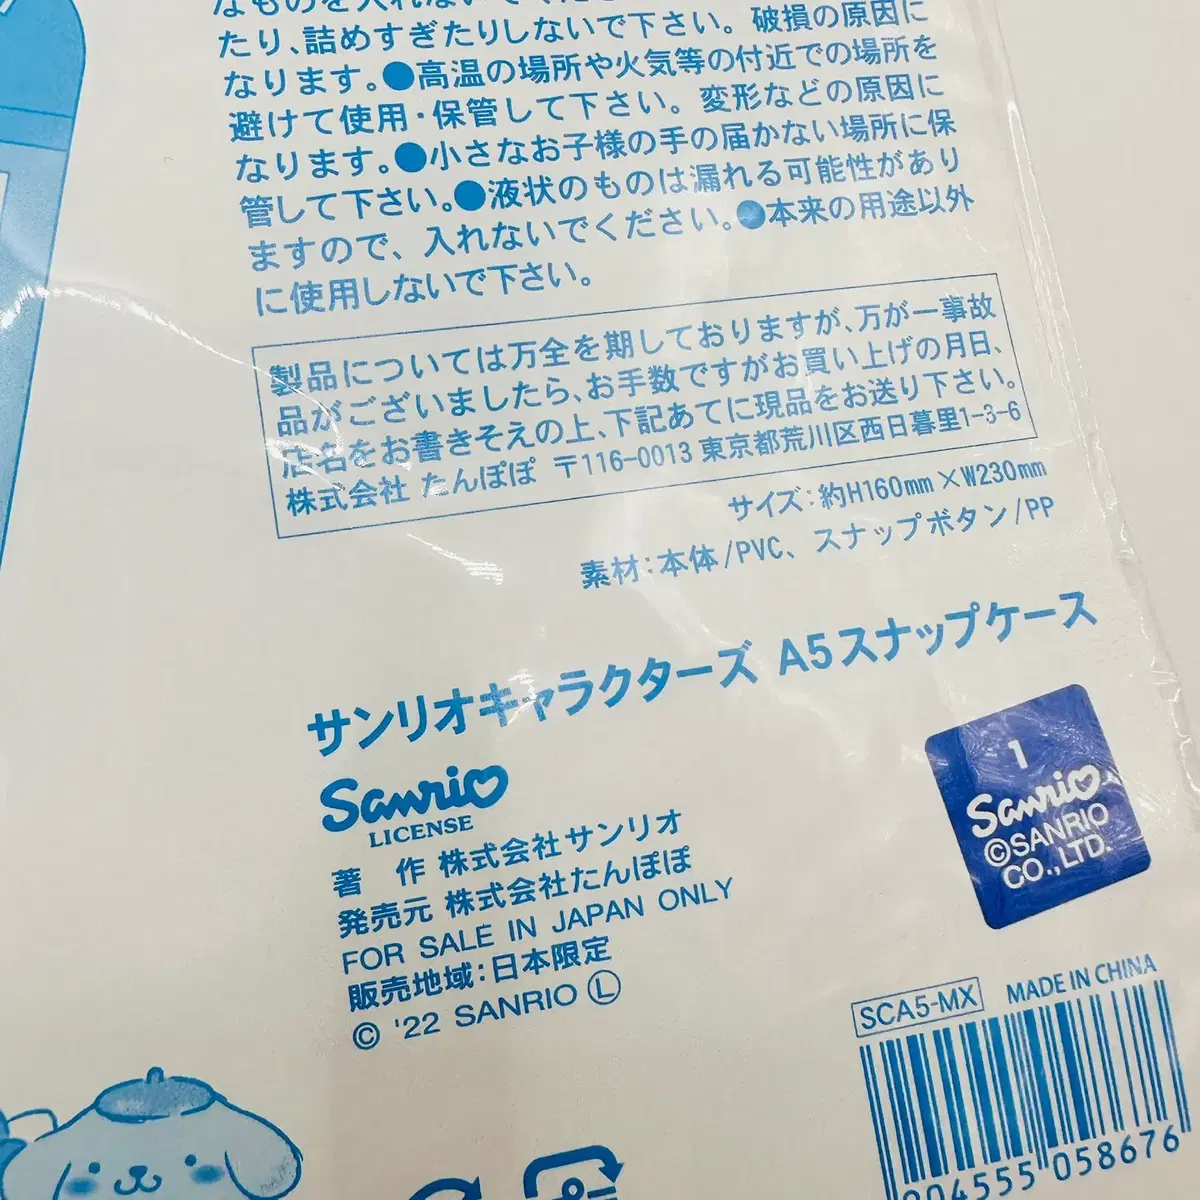 なものを入れないでくださ
たり、詰めすぎたりしないで下さい。破損の原因に
なります。●高温の場所や火気等の付近での場所を
避けて使用・保管して下さい。変形などの原因に
なります。●小さなお子様の手の届かない場所に保
管して下さい。●液状のものは漏れる可能性があり
ますので、入れないでください。●本来の用途以外
に使用しないで下さい。
製品については万全を期しておりますが、万が一事故
品がございましたら、お手数ですがお買い上げの月日、
店名をお書きそえの上、下記あてに現品をお送り下さい。
株式会社 たんぽぽ 〒116-0013 東京都荒川区西日暮里1-3-6
サイズ:約H160mm×W230mm
素材:本体/PVC、スナップボタン/PP
サンリオキャラクターズ A5スナップケース
Sanrio
LICENSE
著 作 株式会社サンリオ
発売元 株式会社たんぽぽ
FOR SALE IN JAPAN ONLY
販売地域:日本限定
© '22 SANRIO Ⓛ
1
Sanrio
©SANRIO
CO.,LTD.
SCA5-MX MADE IN CHINA
904555 058676